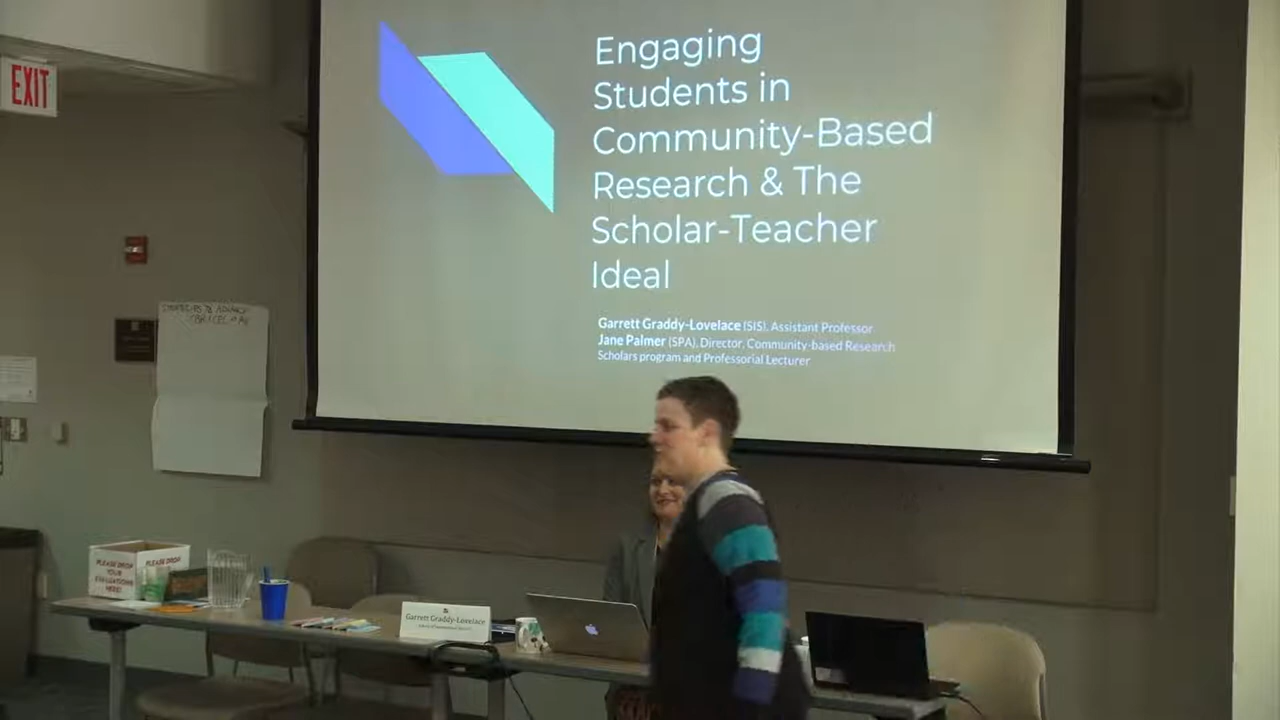 EXIT
Engaging
Students in
Community-Based
Research & The
Scholar-Teacher
Ideal
Garrett Graddy-Lovelace (SIS), Assistant Professor
Jane Palmer (SPA), Director, Community-based Research
Scholars program and Professorial Lecturer
PLEASE DROP
YOUR
EVALUATIONS
HERE!
PLEASE DROP
Garrett Graddy-Lovelace